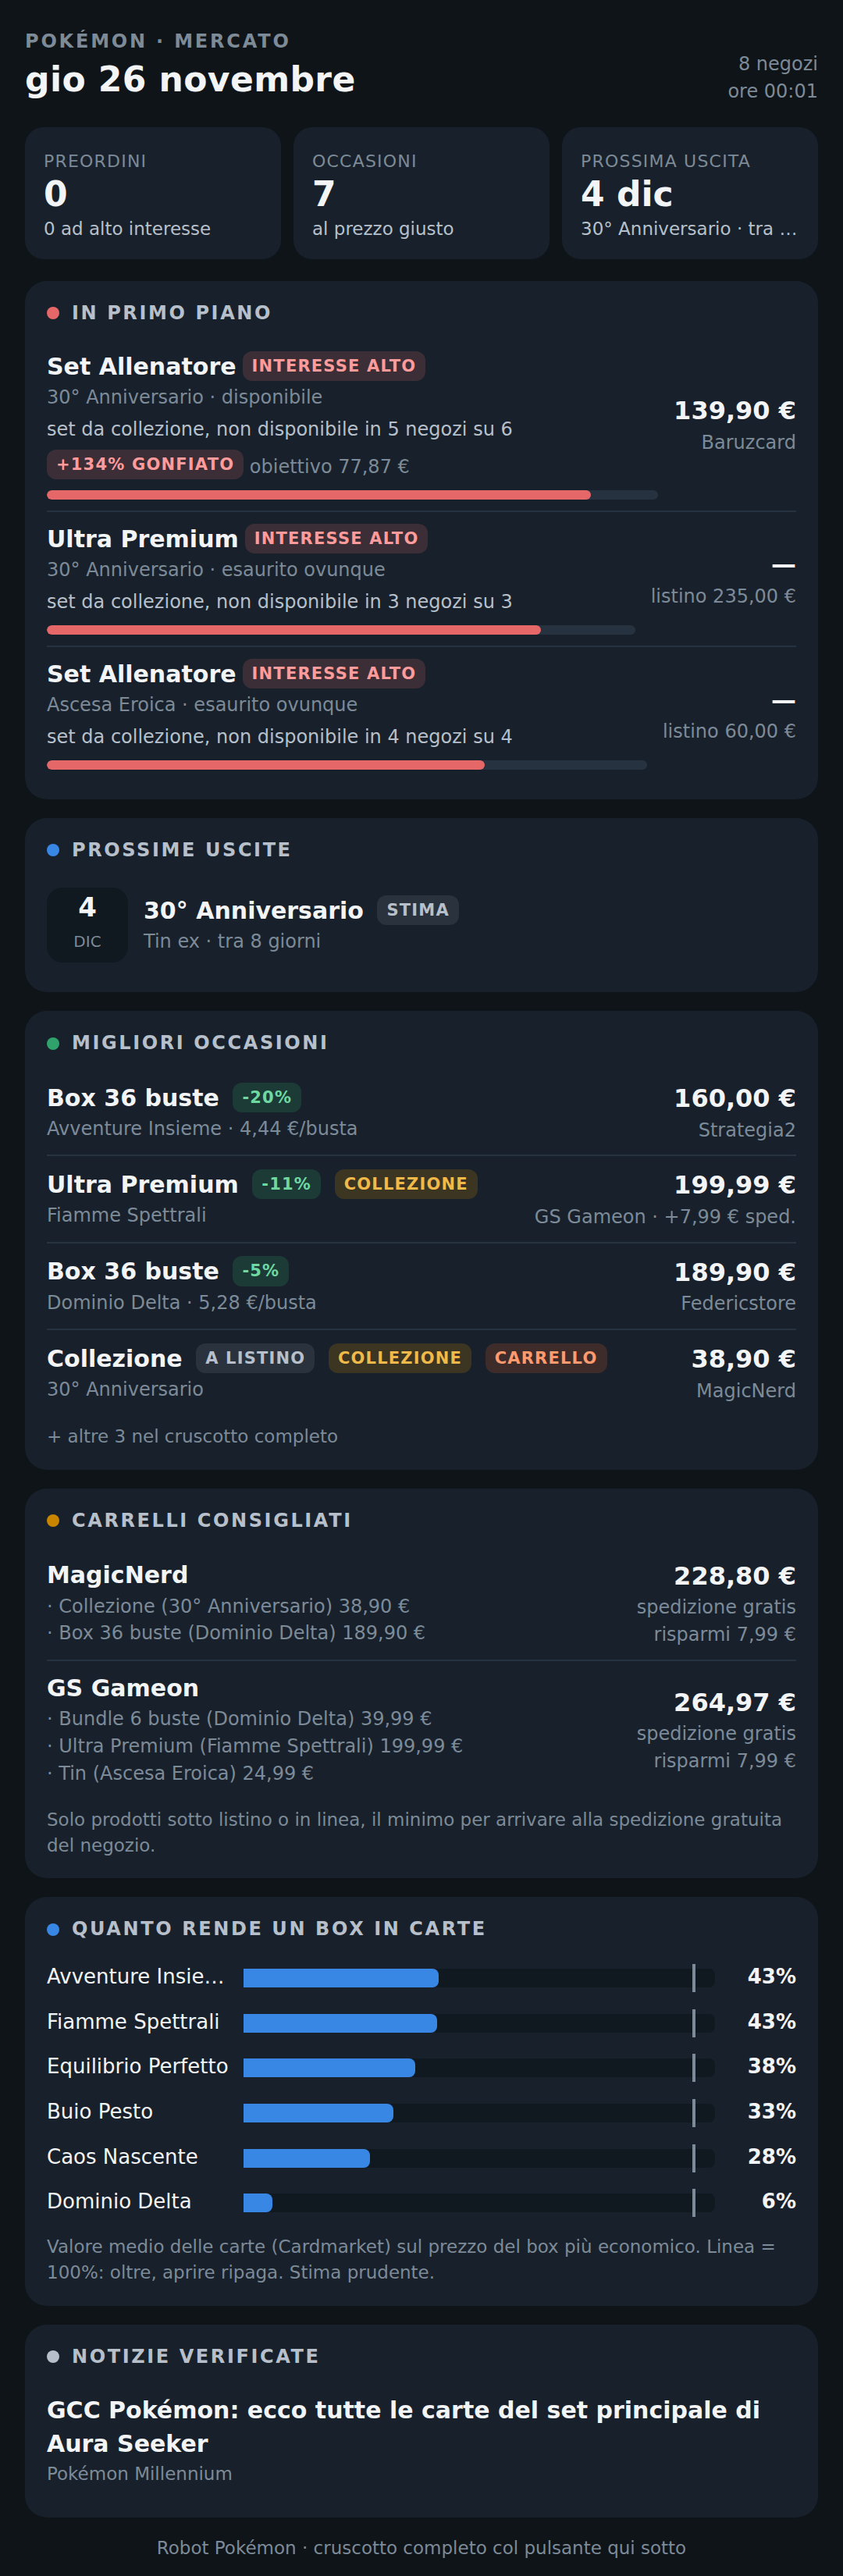 POKÉMON · MERCATO
gio 26 novembre
8 negozi
ore 00:01
PREORDINI
0
0 ad alto interesse
OCCASIONI
7
al prezzo giusto
PROSSIMA USCITA
4 dic
30° Anniversario · tra …
IN PRIMO PIANO
Set Allenatore INTERESSE ALTO
30° Anniversario · disponibile
set da collezione, non disponibile in 5 negozi su 6
+134% GONFIATO obiettivo 77,87 €
139,90 €
Baruzcard
Ultra Premium INTERESSE ALTO
30° Anniversario · esaurito ovunque
set da collezione, non disponibile in 3 negozi su 3
—
listino 235,00 €
Set Allenatore INTERESSE ALTO
Ascesa Eroica · esaurito ovunque
set da collezione, non disponibile in 4 negozi su 4
—
listino 60,00 €
PROSSIME USCITE
4
DIC
30° Anniversario STIMA
Tin ex · tra 8 giorni
MIGLIORI OCCASIONI
Box 36 buste -20%
Avventure Insieme · 4,44 €/busta
160,00 €
Strategia2
Ultra Premium -11% COLLEZIONE
Fiamme Spettrali
199,99 €
GS Gameon · +7,99 € sped.
Box 36 buste -5%
Dominio Delta · 5,28 €/busta
189,90 €
Federicstore
Collezione A LISTINO COLLEZIONE CARRELLO
30° Anniversario
38,90 €
MagicNerd
+ altre 3 nel cruscotto completo
CARRELLI CONSIGLIATI
MagicNerd
· Collezione (30° Anniversario) 38,90 €
· Box 36 buste (Dominio Delta) 189,90 €
228,80 €
spedizione gratis
risparmi 7,99 €
GS Gameon
· Bundle 6 buste (Dominio Delta) 39,99 €
· Ultra Premium (Fiamme Spettrali) 199,99 €
· Tin (Ascesa Eroica) 24,99 €
264,97 €
spedizione gratis
risparmi 7,99 €
Solo prodotti sotto listino o in linea, il minimo per arrivare alla spedizione gratuita
del negozio.
QUANTO RENDE UN BOX IN CARTE
Avventure Insie… 43%
Fiamme Spettrali 43%
Equilibrio Perfetto 38%
Buio Pesto 33%
Caos Nascente 28%
Dominio Delta 6%
Valore medio delle carte (Cardmarket) sul prezzo del box più economico. Linea =
100%: oltre, aprire ripaga. Stima prudente.
NOTIZIE VERIFICATE
GCC Pokémon: ecco tutte le carte del set principale di
Aura Seeker
Pokémon Millennium
Robot Pokémon · cruscotto completo col pulsante qui sotto